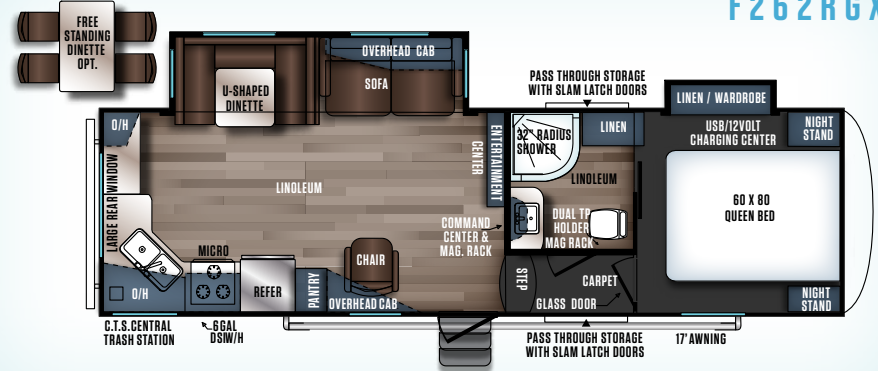 F262RGX
FREE
STANDING
DINETTE
OPT.
OVERHEAD CAB
SOFA
U-SHAPED
DINETTE
PASS THROUGH STORAGE
WITH SLAM LATCH DOORS
LINEN / WARDROBE
O/H
32" RADIUS
SHOWER
LINEN
USB/12VOLT
CHARGING CENTER
NIGHT
STAND
ENTERTAINMENT
CENTER
LARGE REAR WINDOW
LINOLEUM
LINOLEUM
60 X 80
QUEEN BED
COMMAND
CENTER &
MAG. RACK
DUAL TP
HOLDER
MAG RACK
MICRO
CHAIR
O/H
REFER
PANTRY
OVERHEAD CAB
STEP
CARPET
GLASS DOOR
NIGHT
STAND
C.T.S.CENTRAL
TRASH STATION
6GAL
DSI W/H
PASS THROUGH STORAGE
WITH SLAM LATCH DOORS
17' AWNING